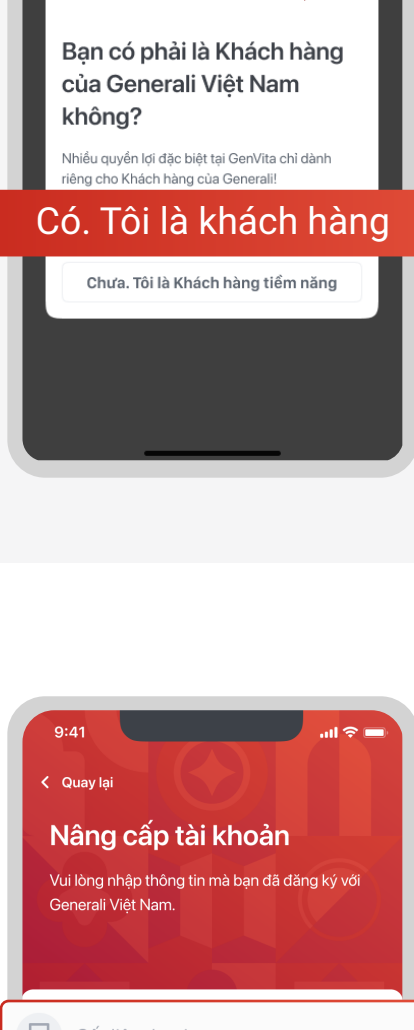 Bạn có phải là Khách hàng
của Generali Việt Nam
không?
Nhiều quyền lợi đặc biệt tại GenVita chỉ dành
riêng cho Khách hàng của Generali!
Có. Tôi là khách hàng
Chưa. Tôi là Khách hàng tiềm năng
9:41
Quay lại
Nâng cấp tài khoản
Vui lòng nhập thông tin mà bạn đã đăng ký với
Generali Việt Nam.